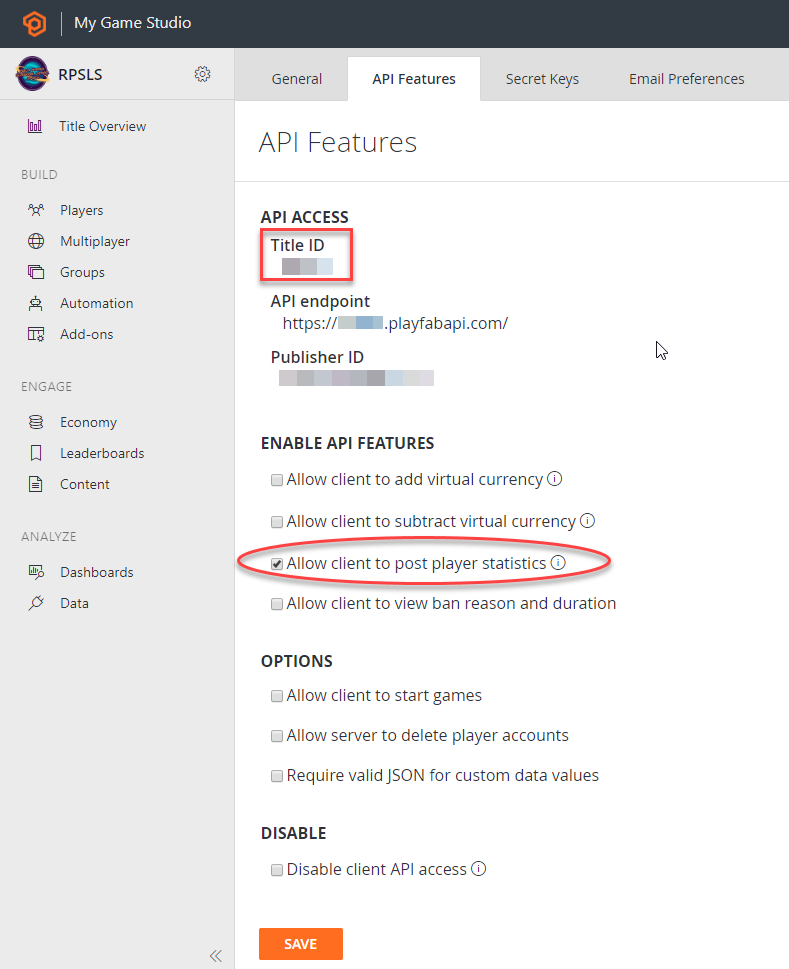 My Game Studio
RPSLS
Title Overview
BUILD
Players
Multiplayer
Groups
Automation
Add-ons
ENGAGE
Economy
Leaderboards
Content
ANALYZE
Dashboards
Data
General
API Features
Secret Keys
Email Preferences
API Features
API ACCESS
Title ID
API endpoint
https://
.playfabapi.com/
Publisher ID
ENABLE API FEATURES
Allow client to add virtual currency
Allow client to subtract virtual currency
Allow client to post player statistics
Allow client to view ban reason and duration
OPTIONS
Allow client to start games
Allow server to delete player accounts
Require valid JSON for custom data values
DISABLE
Disable client API access
SAVE